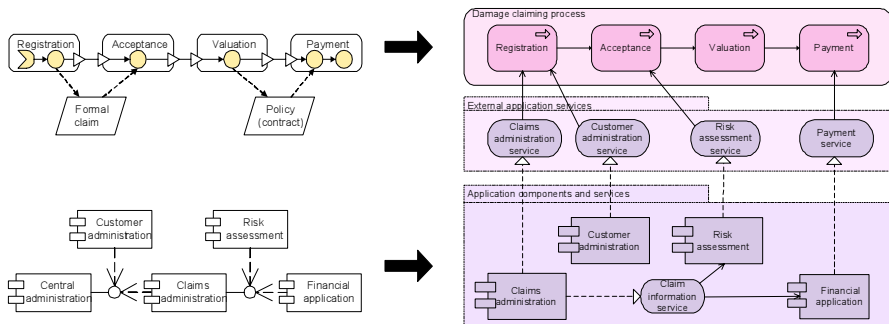 Registration
Acceptance
Valuation
Payment
Formal
claim
Policy
(contract)
Customer
administration
Risk
assessment
Central
administration
Claims
administration
Financial
application
Damage claiming process
Registration
Acceptance
Valuation
Payment
External application services
Claims
administration
service
Customer
administration
service
Risk
assessment
service
Payment
service
Application components and services
Customer
administration
Risk
assessment
Claims
administration
Claim
information
service
Financial
application